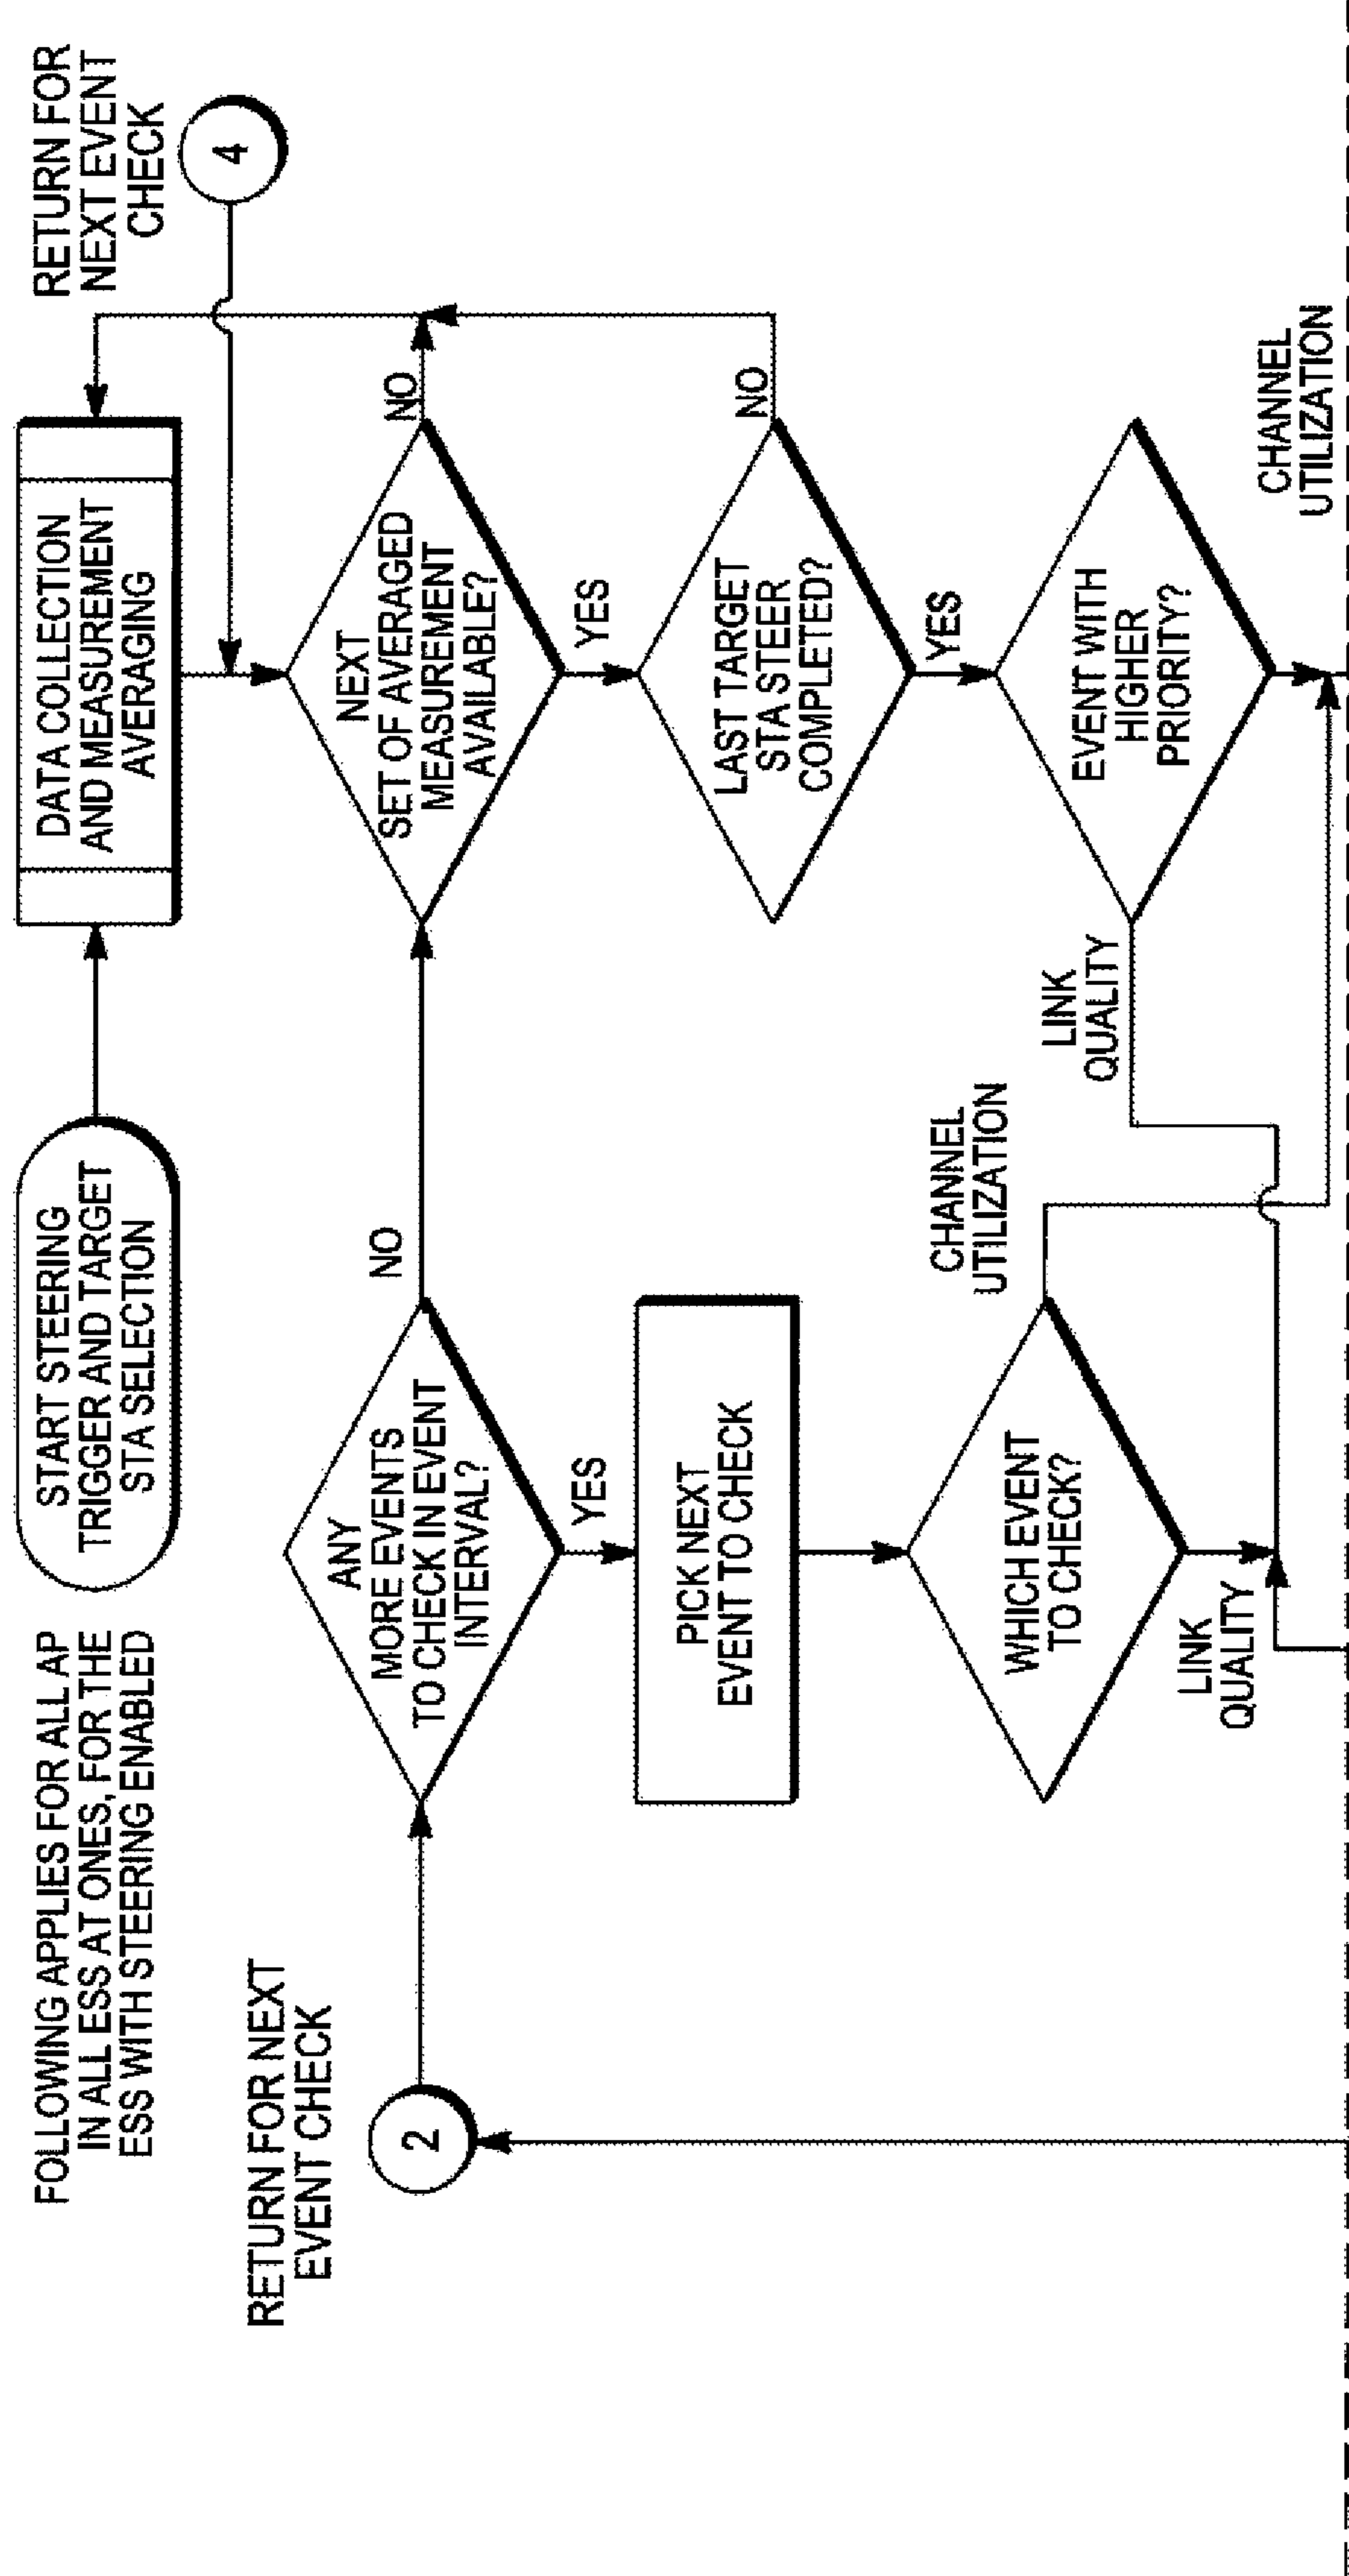 FOLLOWING APPLIES FOR ALL AP
IN ALL ESS AT ONES, FOR THE
ESS WITH STEERING ENABLED
START STEERING
TRIGGER AND TARGET
STA SELECTION
DATA COLLECTION
AND MEASUREMENT
AVERAGING
RETURN FOR
NEXT EVENT
CHECK
4
RETURN FOR NEXT
EVENT CHECK
2
ANY
MORE EVENTS
TO CHECK IN EVENT
INTERVAL?
NO
YES
NEXT
SET OF AVERAGED
MEASUREMENT
AVAILABLE?
NO
YES
PICK NEXT
EVENT TO CHECK
LAST TARGET
STA STEER
COMPLETED?
NO
YES
WHICH EVENT
TO CHECK?
CHANNEL
UTILIZATION
LINK
QUALITY
EVENT WITH
HIGHER
PRIORITY?
LINK
QUALITY
CHANNEL
UTILIZATION